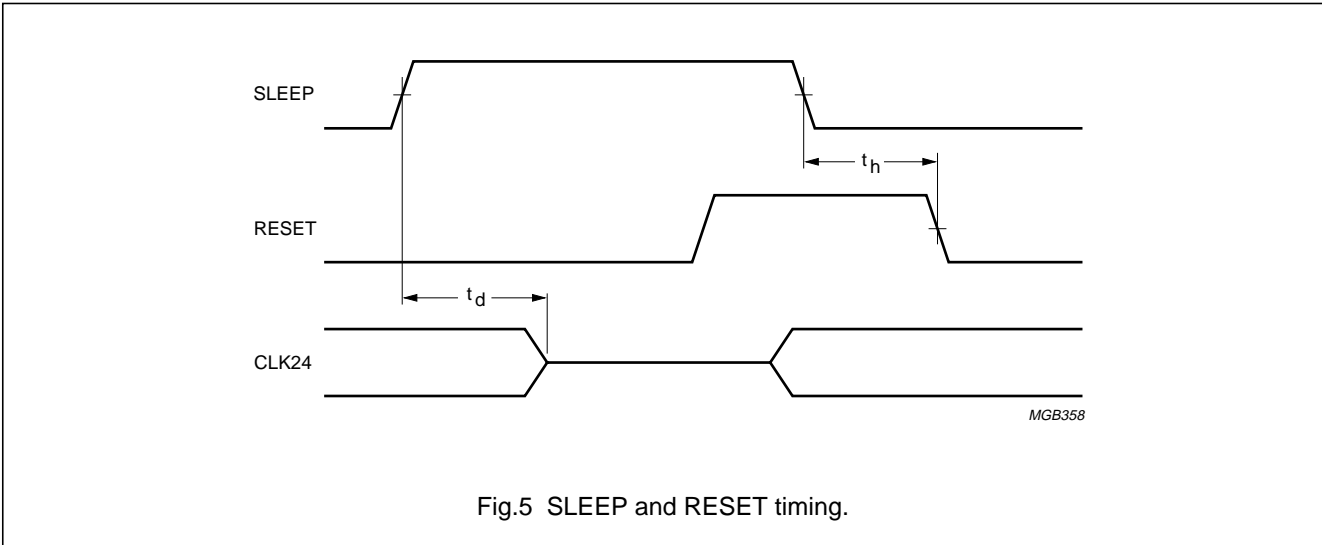 SLEEP
t h
RESET
t d
CLK24
MGB358
Fig.5 SLEEP and RESET timing.